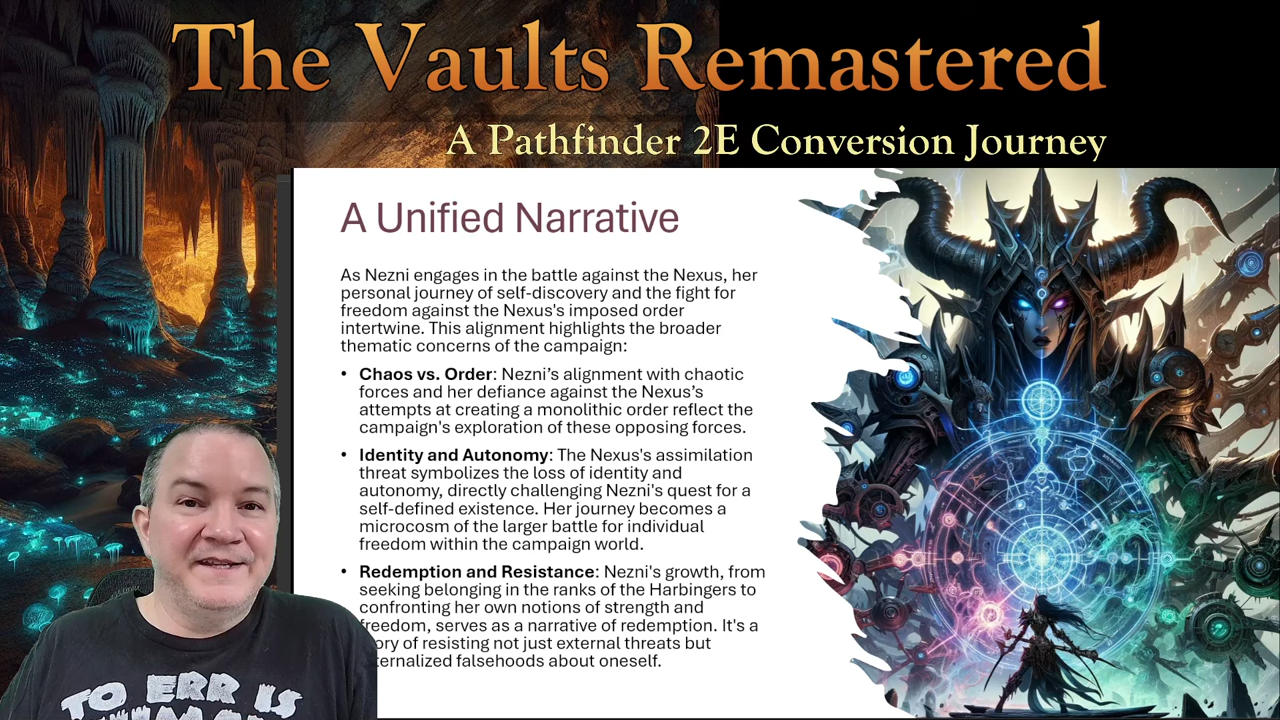 The Vaults Remastered
A Pathfinder 2E Conversion Journey
A Unified Narrative
As Nezni engages in the battle against the Nexus, her
personal journey of self-discovery and the fight for
freedom against the Nexus's imposed order
intertwine. This alignment highlights the broader
thematic concerns of the campaign:
• Chaos vs. Order: Nezni’s alignment with chaotic
forces and her defiance against the Nexus’s
attempts at creating a monolithic order reflect the
campaign's exploration of these opposing forces.
• Identity and Autonomy: The Nexus's assimilation
threat symbolizes the loss of identity and
autonomy, directly challenging Nezni's quest for a
self-defined existence. Her journey becomes a
microcosm of the larger battle for individual
freedom within the campaign world.
• Redemption and Resistance: Nezni's growth, from
seeking belonging in the ranks of the Harbingers to
confronting her own notions of strength and
freedom, serves as a narrative of redemption. It's a
ory of resisting not just external threats but
ternalized falsehoods about oneself.
TO ERR IS